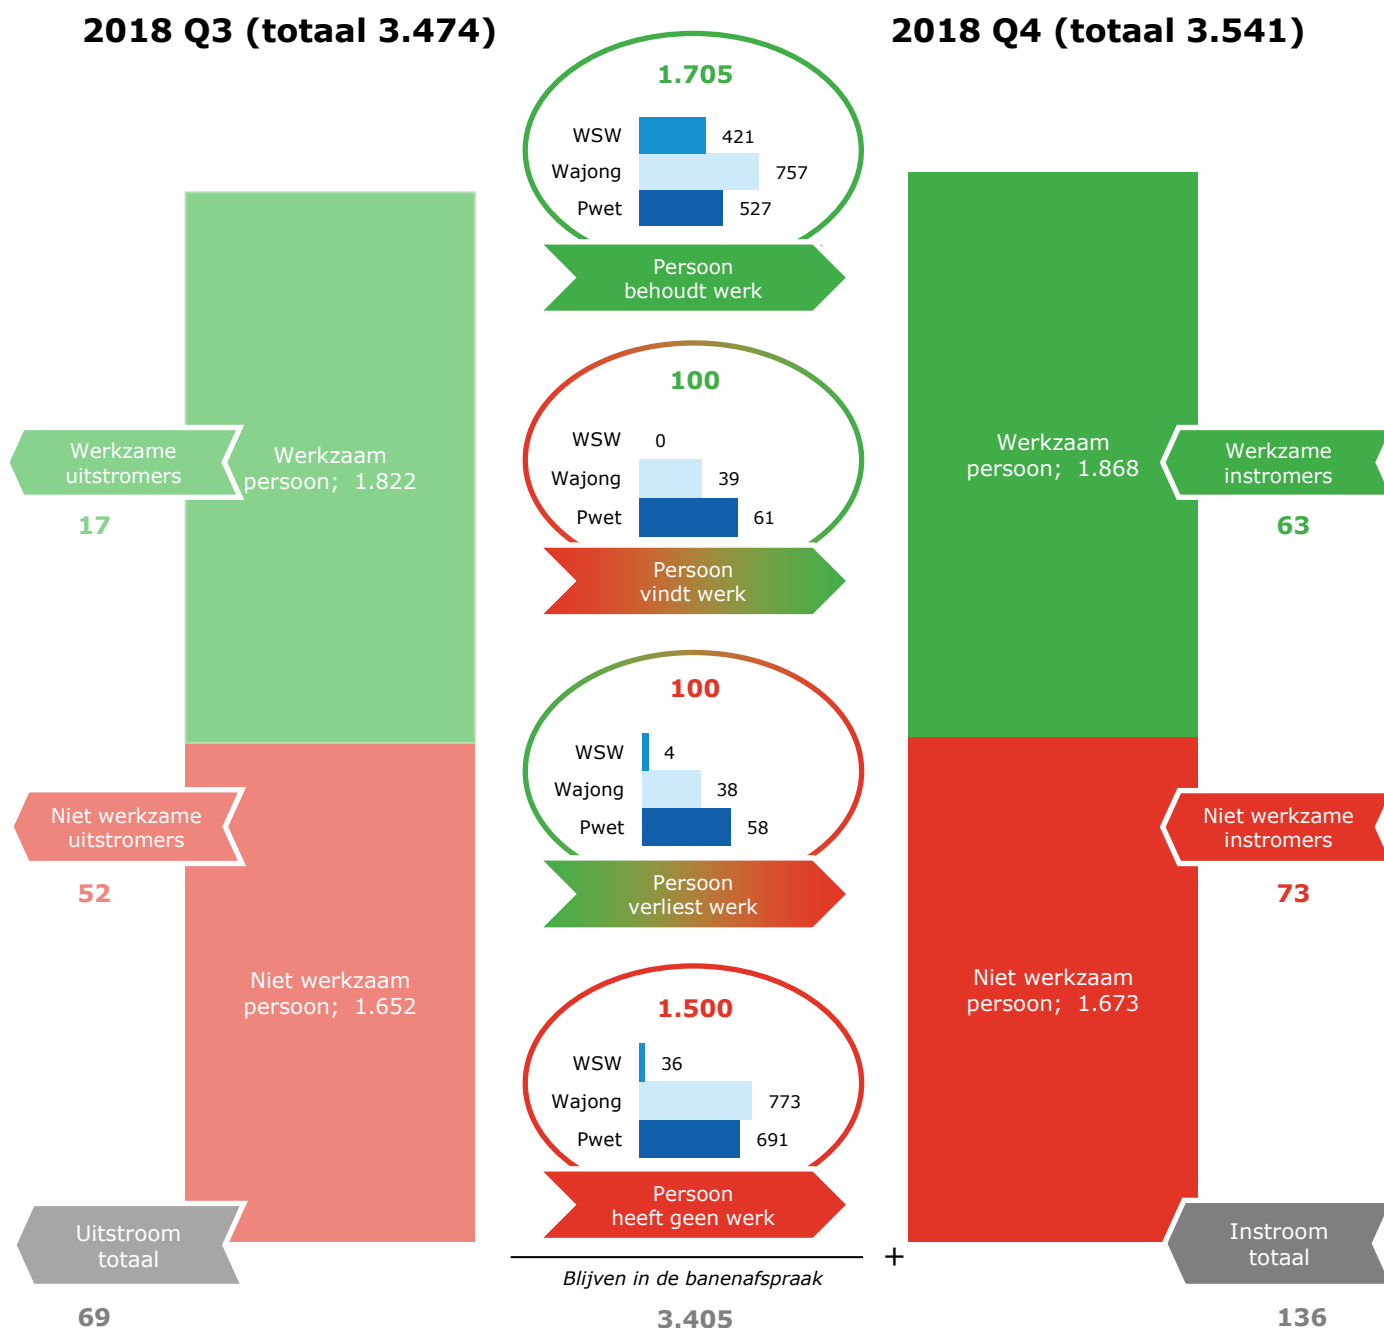 2018 Q3 (totaal 3.474)
2018 Q4 (totaal 3.541)
1.705
WSW 421
Wajong 757
Pwet 527
Persoon
behoudt werk
100
WSW 0
Wajong 39
Pwet 61
Persoon
vindt werk
100
WSW 4
Wajong 38
Pwet 58
Persoon
verliest werk
1.500
WSW 36
Wajong 773
Pwet 691
Persoon
heeft geen werk
Blijven in de banenafspraak
3.405
+
Werkzame
uitstromers
17
Werkzaam
persoon; 1.822
Niet werkzame
uitstromers
52
Niet werkzaam
persoon; 1.652
Uitstroom
totaal
69
Werkzaam
persoon; 1.868
Werkzame
instromers
63
Niet werkzame
instromers
73
Niet werkzaam
persoon; 1.673
Instroom
totaal
136